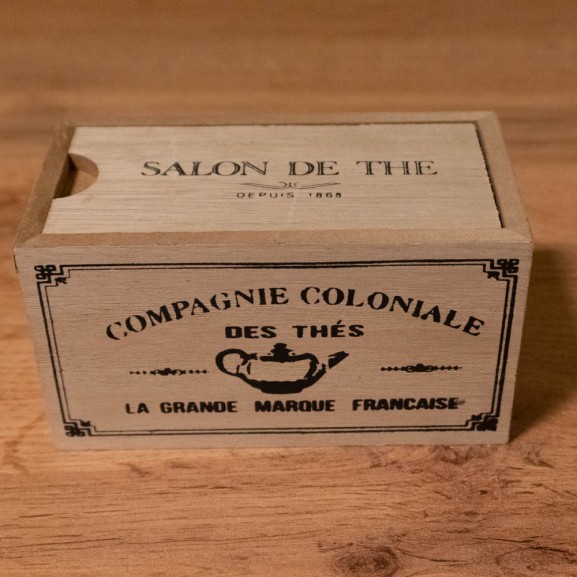 SALON DE THE
DEPUIS 1868
COMPAGNIE COLONIALE
DES THÉS
LA GRANDE MARQUE FRANCAISE